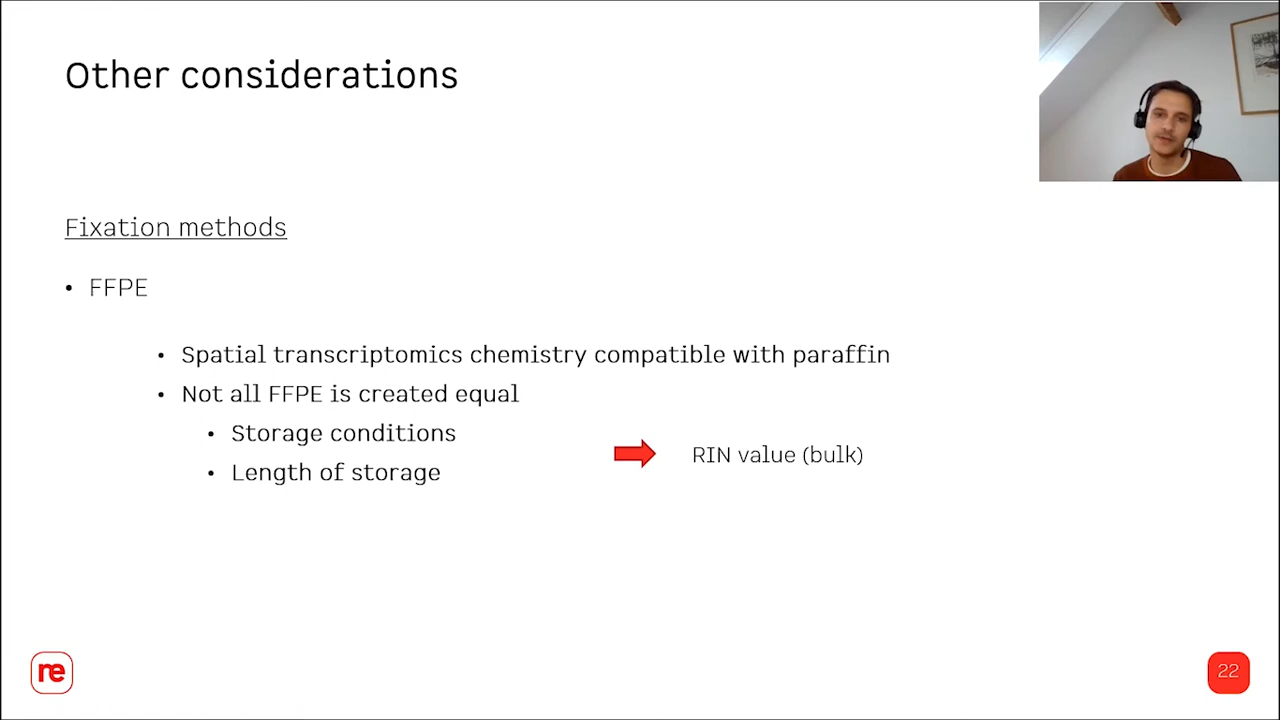 Other considerations
Fixation methods
• FFPE
• Spatial transcriptomics chemistry compatible with paraffin
• Not all FFPE is created equal
• Storage conditions
• Length of storage
RIN value (bulk)
re
22